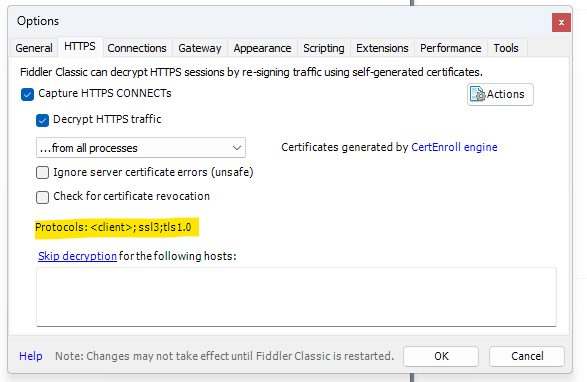 Options
x
General HTTPS Connections Gateway Appearance Scripting Extensions Performance Tools
Fiddler Classic can decrypt HTTPS sessions by re-signing traffic using self-generated certificates.
Capture HTTPS CONNECTs Actions
Decrypt HTTPS traffic
...from all processes Certificates generated by CertEnroll engine
Ignore server certificate errors (unsafe)
Check for certificate revocation
Protocols: <client>;ssl3;tls1.0
Skip decryption for the following hosts:
Help Note: Changes may not take effect until Fiddler Classic is restarted. OK Cancel